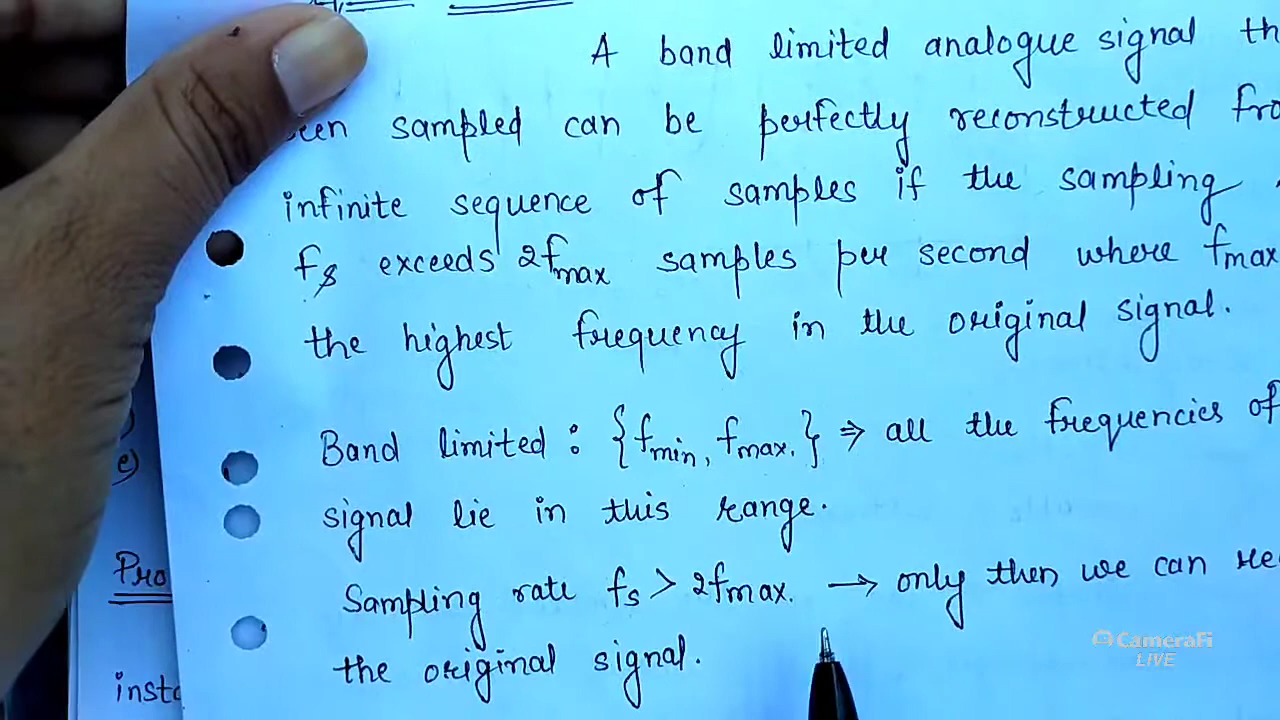 A band limited analogue signal th
een sampled can be perfectly reconstructed fro
infinite sequence of samples if the sampling
fs exceeds 2fmax samples per second where fmax
the highest frequency in the original signal.
Band limited : {fmin, fmax.} ⇒ all the frequencies of
signal lie in this range.
Sampling rate fs > 2fmax. → only then we can re
the original signal.
e)
Pro
insta
CameraFi
LiVE